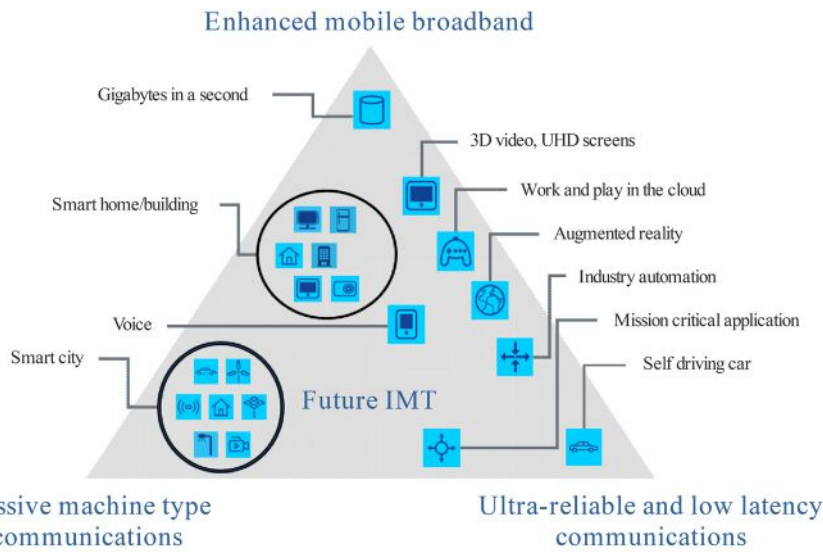 Enhanced mobile broadband
Gigabytes in a second
3D video, UHD screens
Smart home/building
Work and play in the cloud
Augmented reality
Industry automation
Voice
Mission critical application
Smart city
Self driving car
Future IMT
ssive machine type
communications
Ultra-reliable and low latency
communications